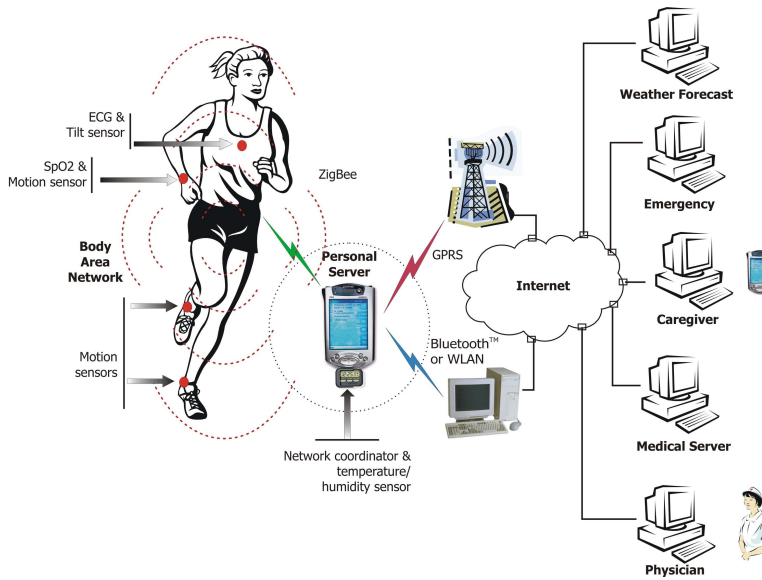 ECG &
Tilt sensor
SpO2 &
Motion sensor
Body
Area
Network
Motion
sensors
ZigBee
Personal
Server
Network coordinator &
temperature/
humidity sensor
GPRS
Bluetooth™
or WLAN
Internet
Weather Forecast
Emergency
Caregiver
Medical Server
Physician